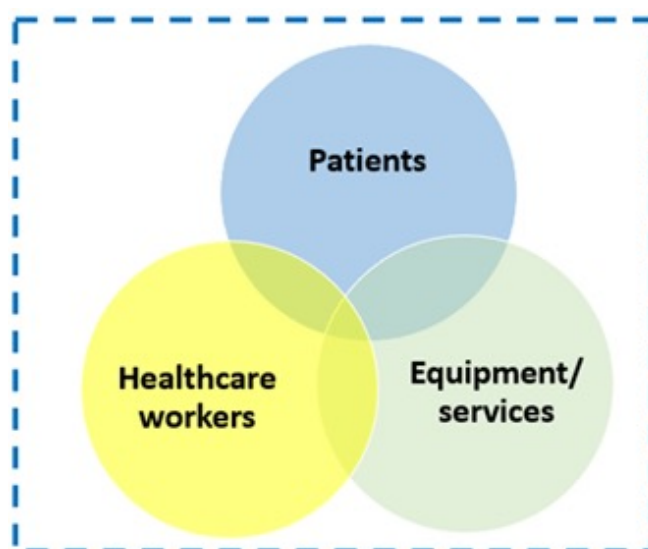 Patients
Healthcare
workers
Equipment/
services